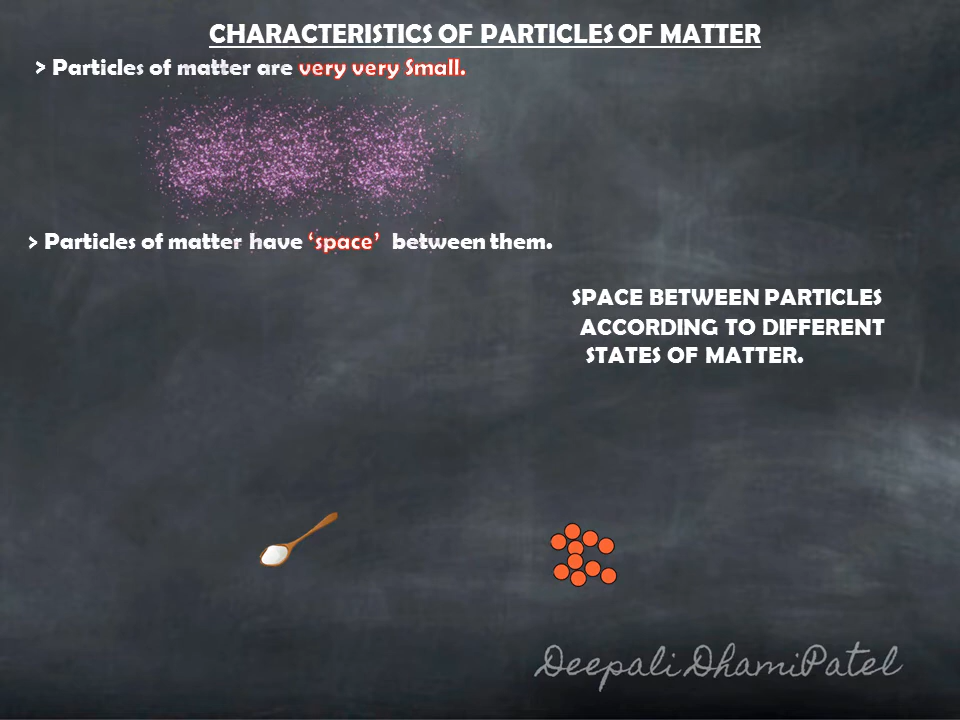 CHARACTERISTICS OF PARTICLES OF MATTER
> Particles of matter are very very Small.
> Particles of matter have ‘space’ between them.
SPACE BETWEEN PARTICLES
ACCORDING TO DIFFERENT
STATES OF MATTER.
Deepali DhamiPatel